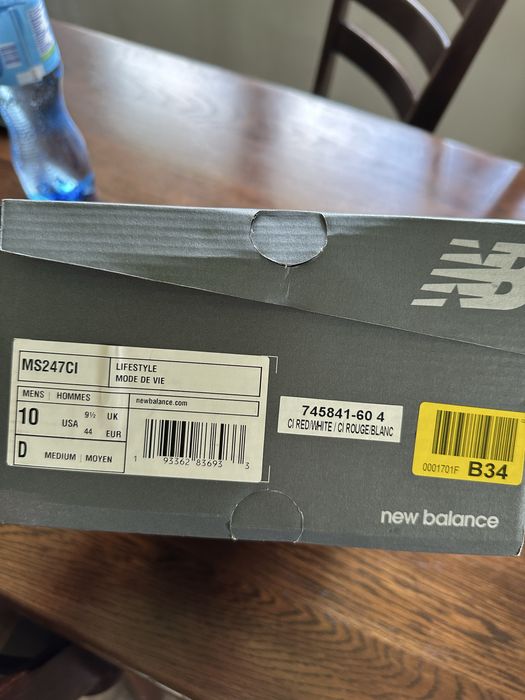 NB
MS247CI
LIFESTYLE
MODE DE VIE
MENS | HOMMES
newbalance.com
10 USA 9½ UK
44 EUR
D MEDIUM | MOYEN
1 93362 83693 3
745841-60 4
CI RED/WHITE / CI ROUGE/BLANC
0001701F B34
new balance